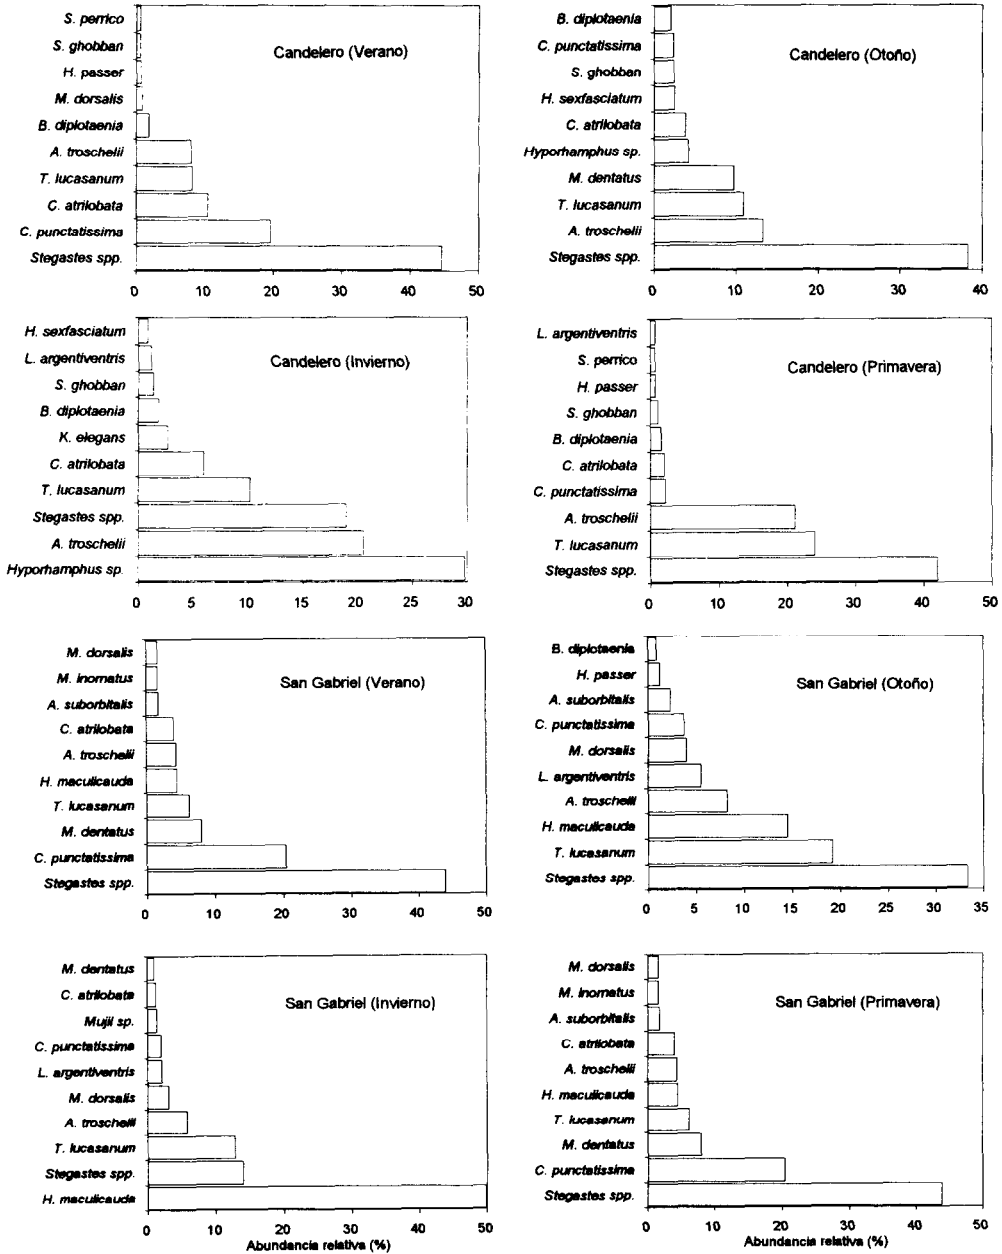 Candelero (Verano)
S. perrico
S. ghobban
H. passer
M. dorsalis
B. diplotaenia
A. troschelii
T. lucasanum
C. atrilobata
C. punctatissima
Stegastes spp.
0 10 20 30 40 50
Candelero (Otoño)
B. diplotaenia
C. punctatissima
S. ghobban
H. sexfasciatum
C. atrilobata
Hyporhamphus sp.
M. dentatus
T. lucasanum
A. troschelii
Stegastes spp.
0 10 20 30 40
Candelero (Invierno)
H. sexfasciatum
L. argentiventris
S. ghobban
B. diplotaenia
K. elegans
C. atrilobata
T. lucasanum
Stegastes spp.
A. troschelii
Hyporhamphus sp.
0 5 10 15 20 25 30
Candelero (Primavera)
L. argentiventris
S. perrico
H. passer
S. ghobban
B. diplotaenia
C. atrilobata
C. punctatissima
A. troschelii
T. lucasanum
Stegastes spp.
0 10 20 30 40 50
San Gabriel (Verano)
M. dorsalis
M. inornatus
A. suborbitalis
C. atrilobata
A. troschelii
H. maculicauda
T. lucasanum
M. dentatus
C. punctatissima
Stegastes spp.
0 10 20 30 40 50
San Gabriel (Otoño)
B. diplotaenia
H. passer
A. suborbitalis
C. punctatissima
M. dorsalis
L. argentiventris
A. troschelii
H. maculicauda
T. lucasanum
Stegastes spp.
0 5 10 15 20 25 30 35
San Gabriel (Invierno)
M. dentatus
C. atrilobata
Mujil sp.
C. punctatissima
L. argentiventris
M. dorsalis
A. troschelii
T. lucasanum
Stegastes spp.
H. maculicauda
0 10 20 30 40 50
Abundancia relativa (%)
San Gabriel (Primavera)
M. dorsalis
M. inornatus
A. suborbitalis
C. atrilobata
A. troschelii
H. maculicauda
T. lucasanum
M. dentatus
C. punctatissima
Stegastes spp.
0 10 20 30 40 50
Abundancia relativa (%)